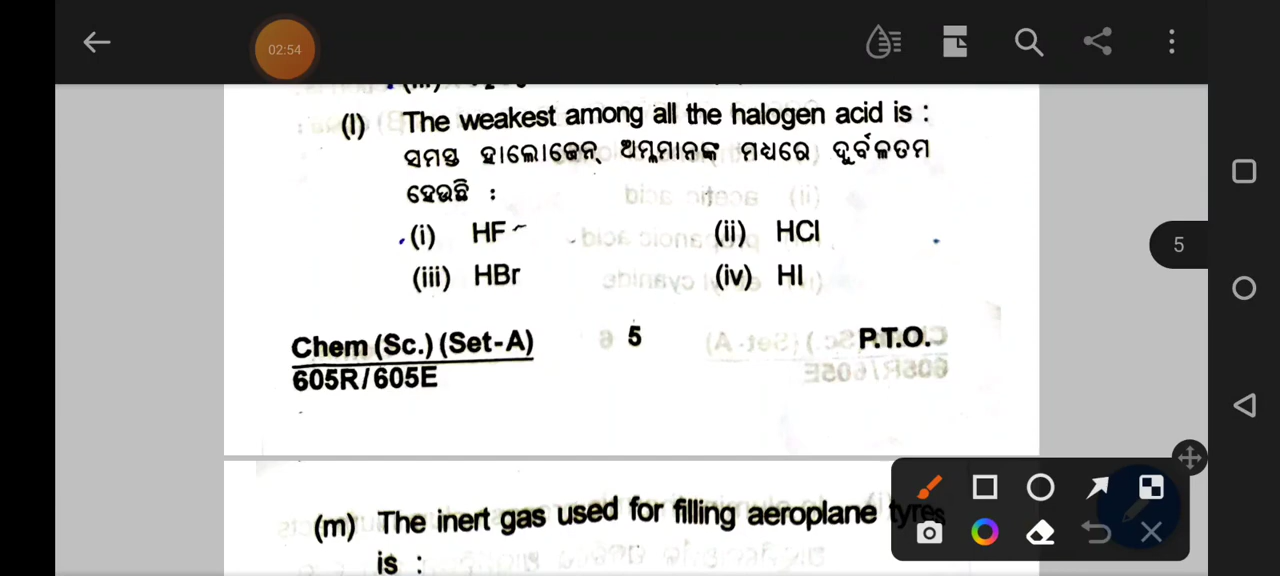 02:54
(l) The weakest among all the halogen acid is :
ସମସ୍ତ ହାଲୋଜେନ୍ ଅମ୍ଳମାନଙ୍କ ମଧ୍ୟରେ ଦୁର୍ବଳତମ
ହେଉଛି :
(i) HF (ii) HCl
(iii) HBr (iv) HI
5
Chem (Sc.) (Set-A) 5 P.T.O.
605R/605E
(m) The inert gas used for filling aeroplane tyres
is :